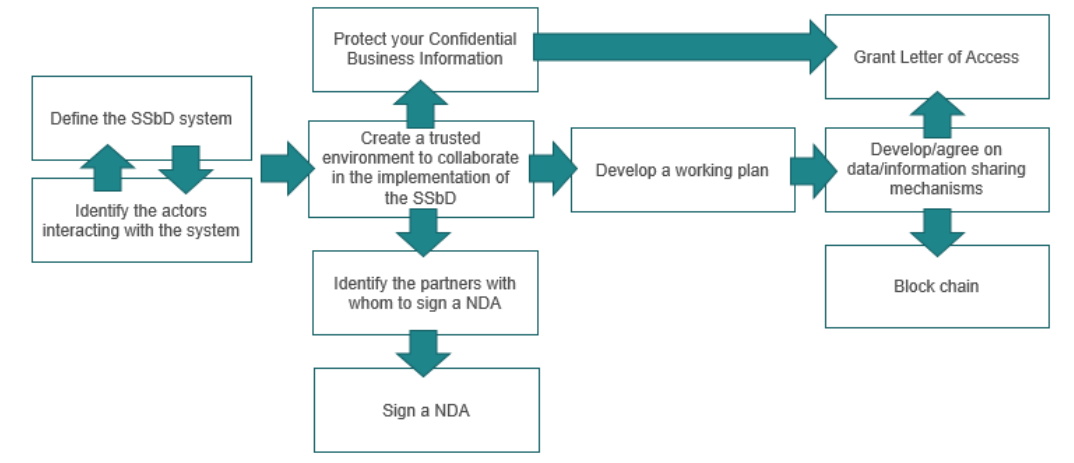 Define the SSbD system
Identify the actors
interacting with the system
Protect your Confidential
Business Information
Create a trusted
environment to collaborate
in the implementation of
the SSbD
Identify the partners with
whom to sign a NDA
Sign a NDA
Develop a working plan
Grant Letter of Access
Develop/agree on
data/information sharing
mechanisms
Block chain